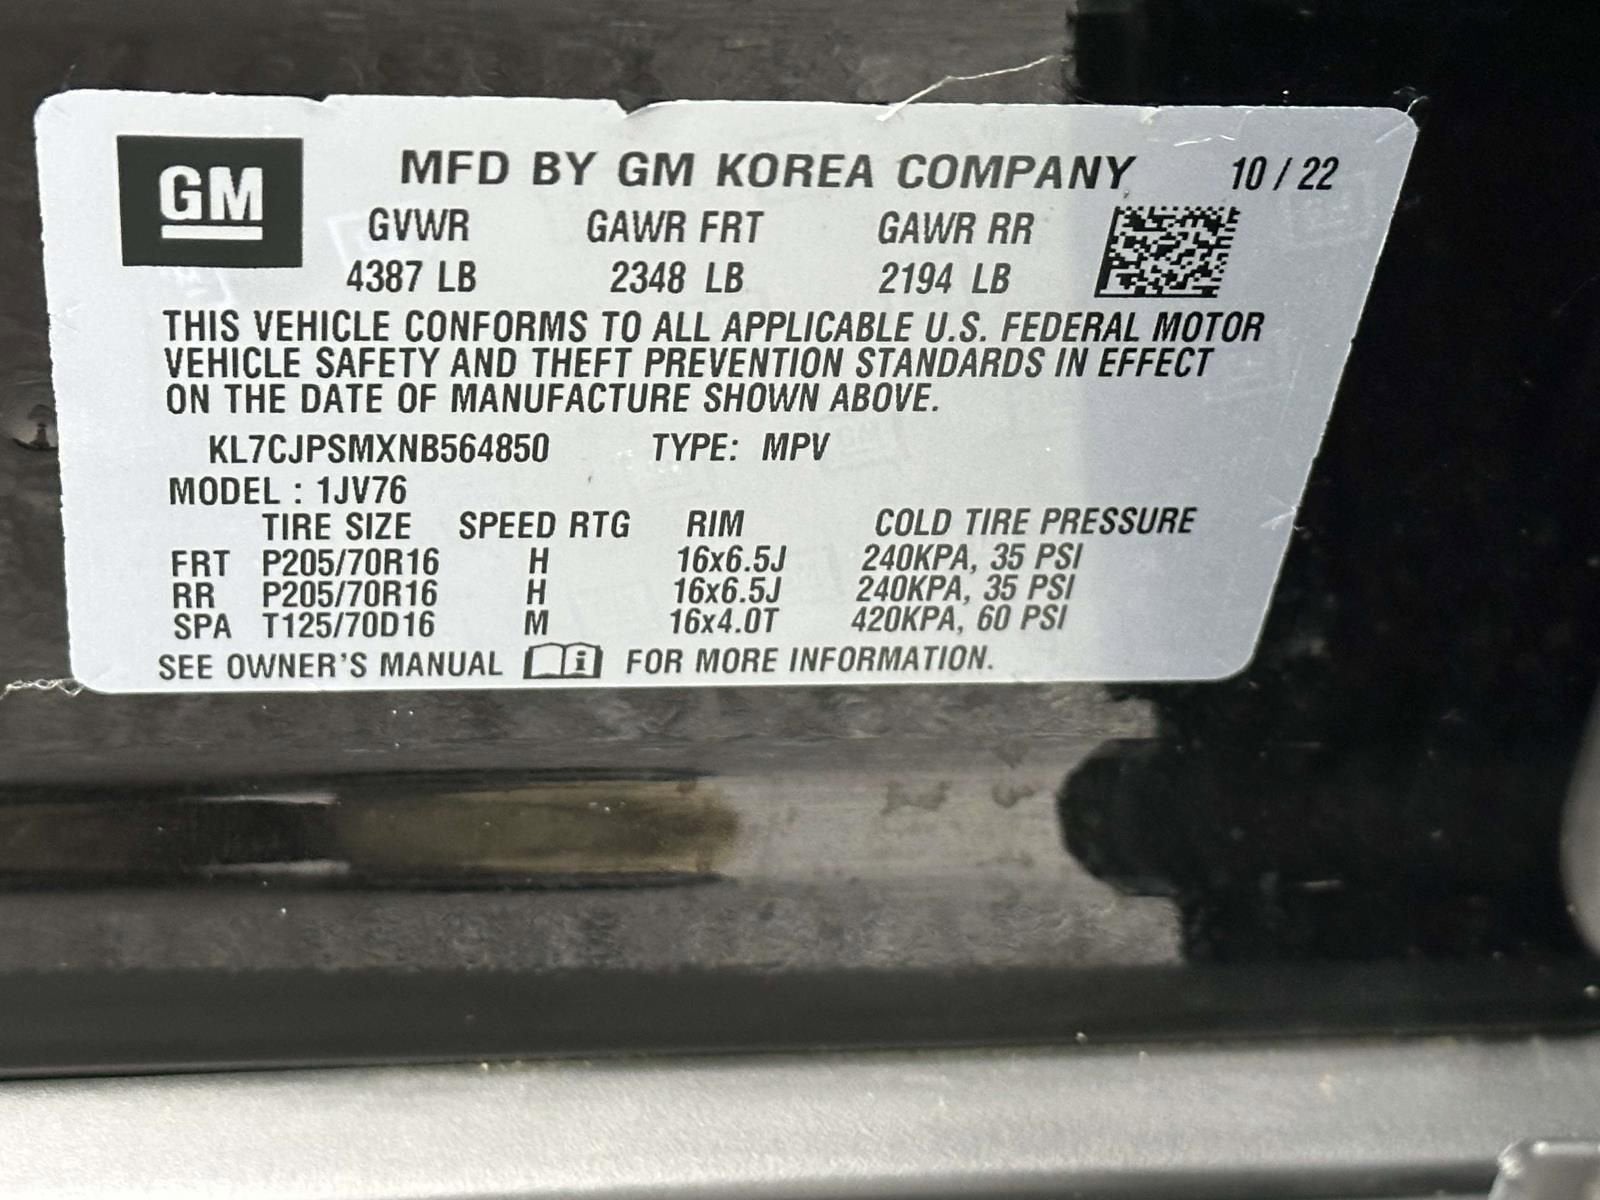 GM MFD BY GM KOREA COMPANY 10 / 22
GVWR GAWR FRT GAWR RR
4387 LB 2348 LB 2194 LB
THIS VEHICLE CONFORMS TO ALL APPLICABLE U.S. FEDERAL MOTOR
VEHICLE SAFETY AND THEFT PREVENTION STANDARDS IN EFFECT
ON THE DATE OF MANUFACTURE SHOWN ABOVE.
KL7CJPSMXNB564850 TYPE: MPV
MODEL : 1JV76
TIRE SIZE SPEED RTG RIM COLD TIRE PRESSURE
FRT P205/70R16 H 16x6.5J 240KPA, 35 PSI
RR P205/70R16 H 16x6.5J 240KPA, 35 PSI
SPA T125/70D16 M 16x4.0T 420KPA, 60 PSI
SEE OWNER'S MANUAL i FOR MORE INFORMATION.